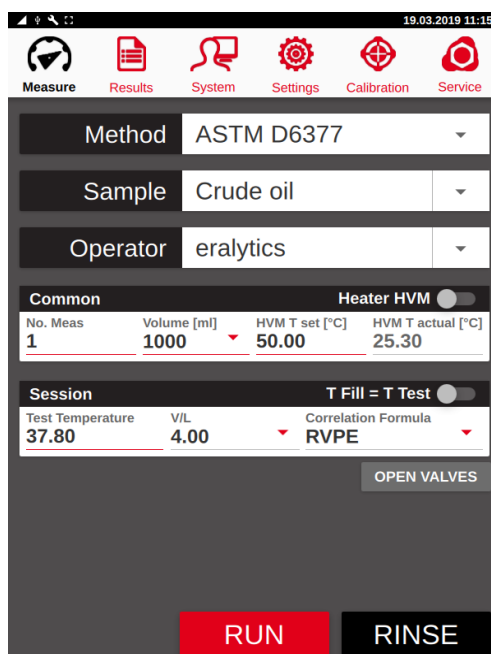 19.03.2019 11:15
Measure Results System Settings Calibration Service
Method ASTM D6377
Sample Crude oil
Operator eralytics
Common Heater HVM
No. Meas Volume [ml] HVM T set [°C] HVM T actual [°C]
1 1000 50.00 25.30
Session T Fill = T Test
Test Temperature V/L Correlation Formula
37.80 4.00 RVPE
OPEN VALVES
RUN RINSE